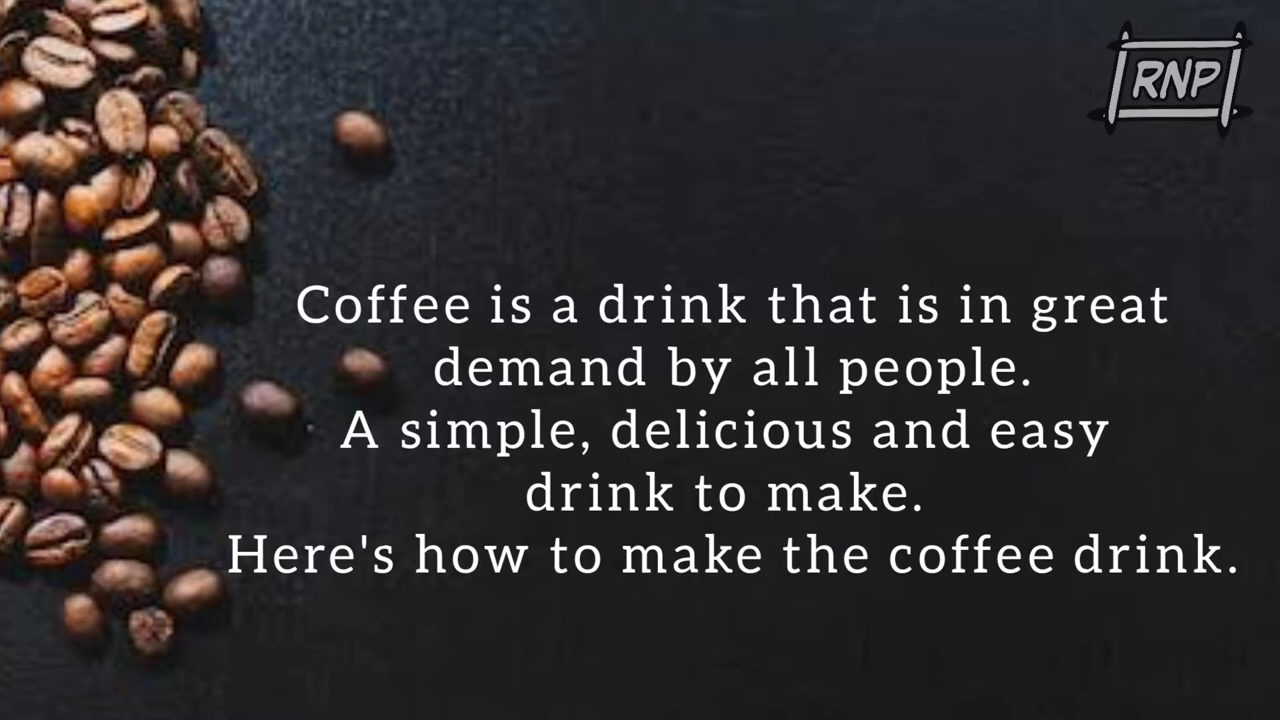 RNP
Coffee is a drink that is in great
demand by all people.
A simple, delicious and easy
drink to make.
Here's how to make the coffee drink.